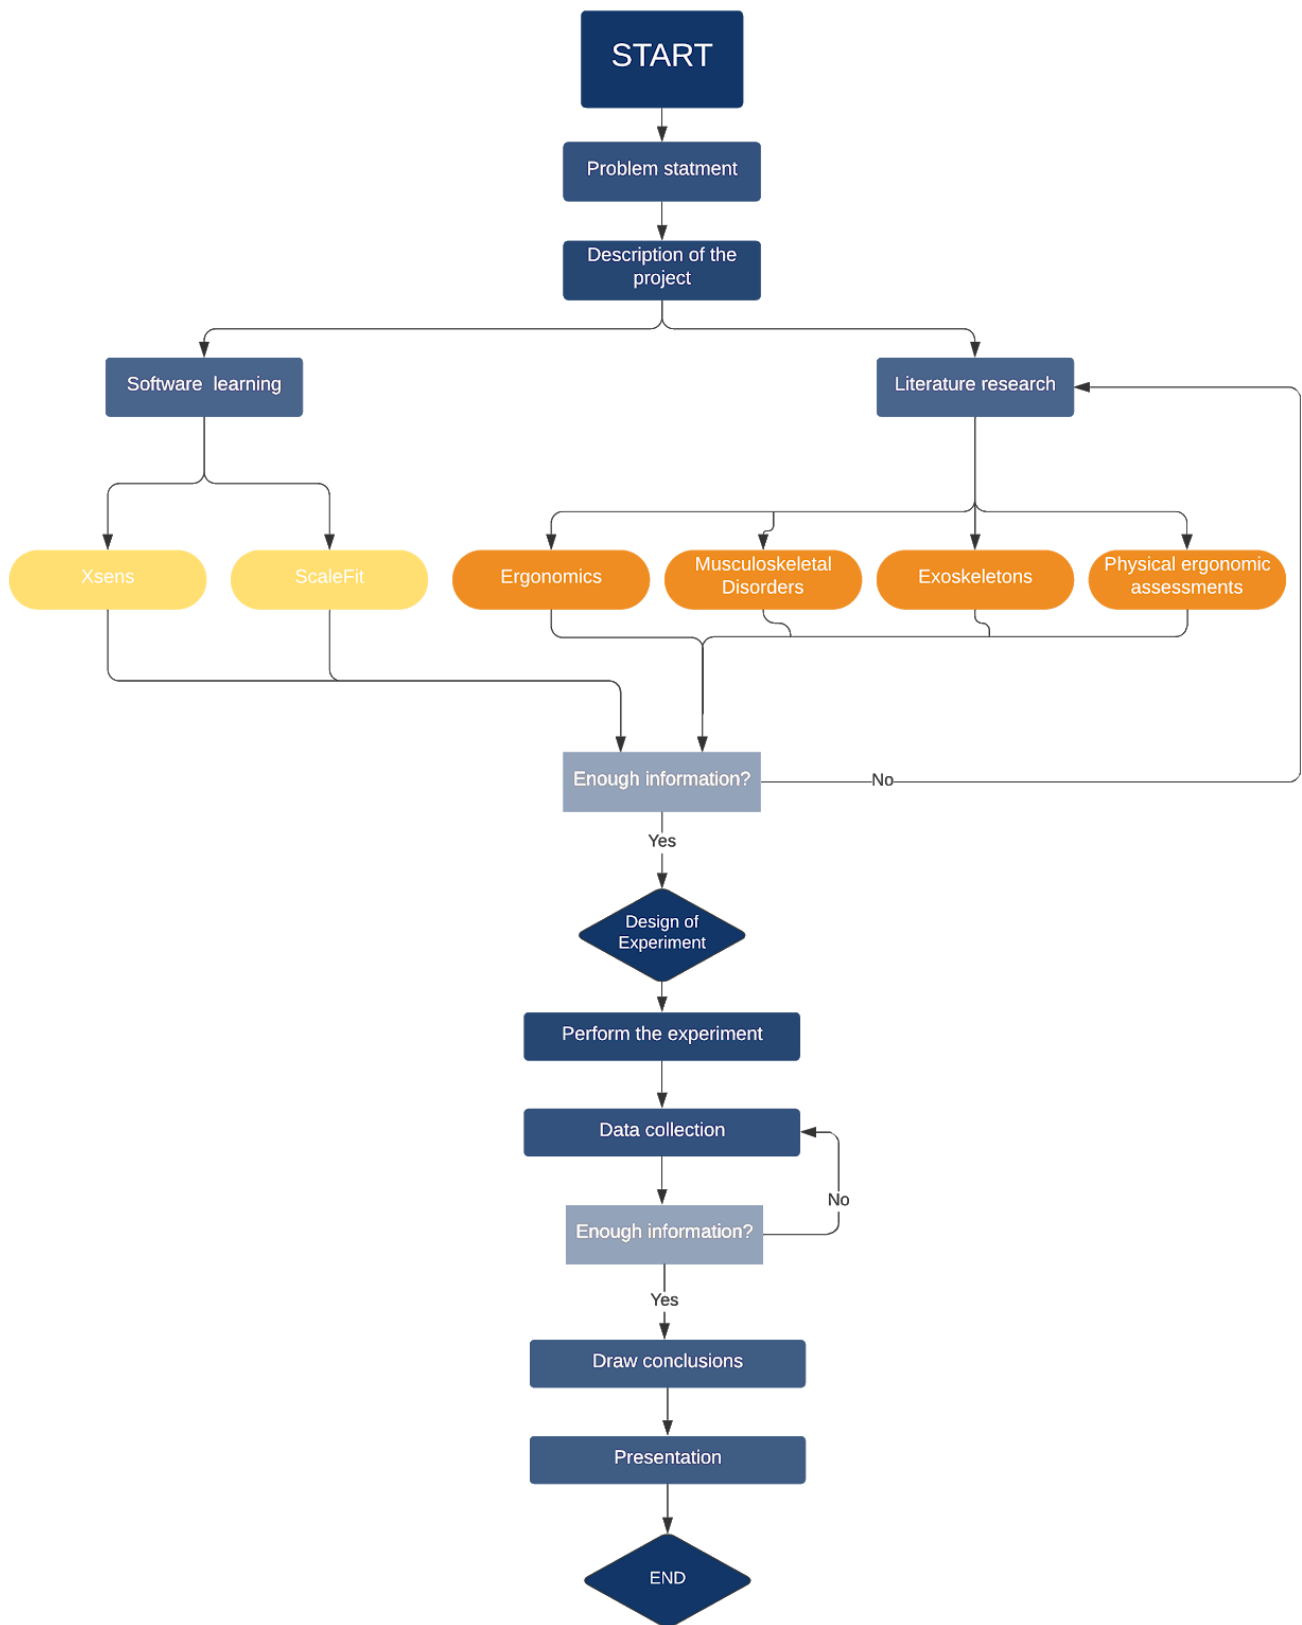 START
Problem statment
Description of the
project
Software  learning
Literature research
Xsens
ScaleFit
Ergonomics
Musculoskeletal
Disorders
Exoskeletons
Physical ergonomic
assessments
Enough information?
No
Yes
Design of
Experiment
Perform the experiment
Data collection
No
Enough information?
Yes
Draw conclusions
Presentation
END